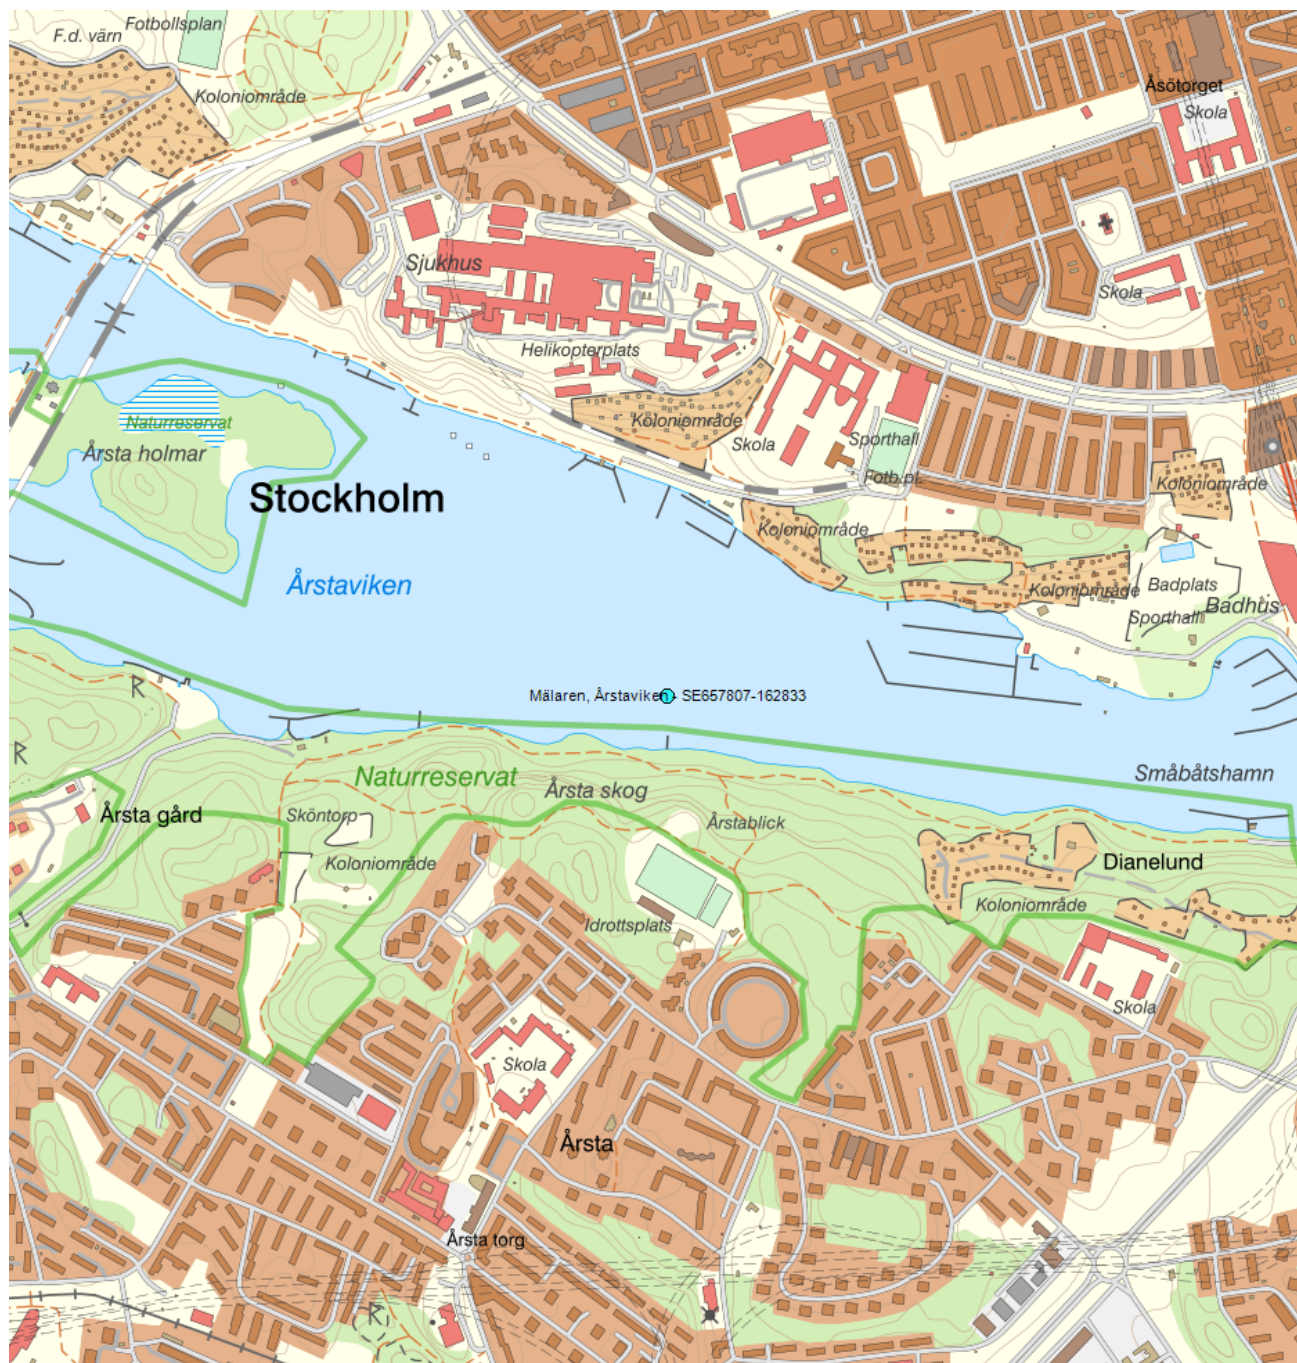 Fotbollsplan
F.d. värn
Koloniområde
Åsötorget
Skola
Sjukhus
Skola
Helikopterplats
Naturreservat
Koloniområde
Skola
Sporthall
Årsta holmar
Fotb.pl.
Koloniområde
Stockholm
Koloniområde
Årstaviken
Badplats
Koloniområde
Badhus
Sporthall
Mälaren, Årstaviken - SE657807-162833
R
R
Naturreservat
Småbåtshamn
Årsta skog
Årsta gård
Sköntorp
Årstablick
Koloniområde
Dianelund
Koloniområde
Idrottsplats
Skola
Skola
Årsta
Årsta torg
R